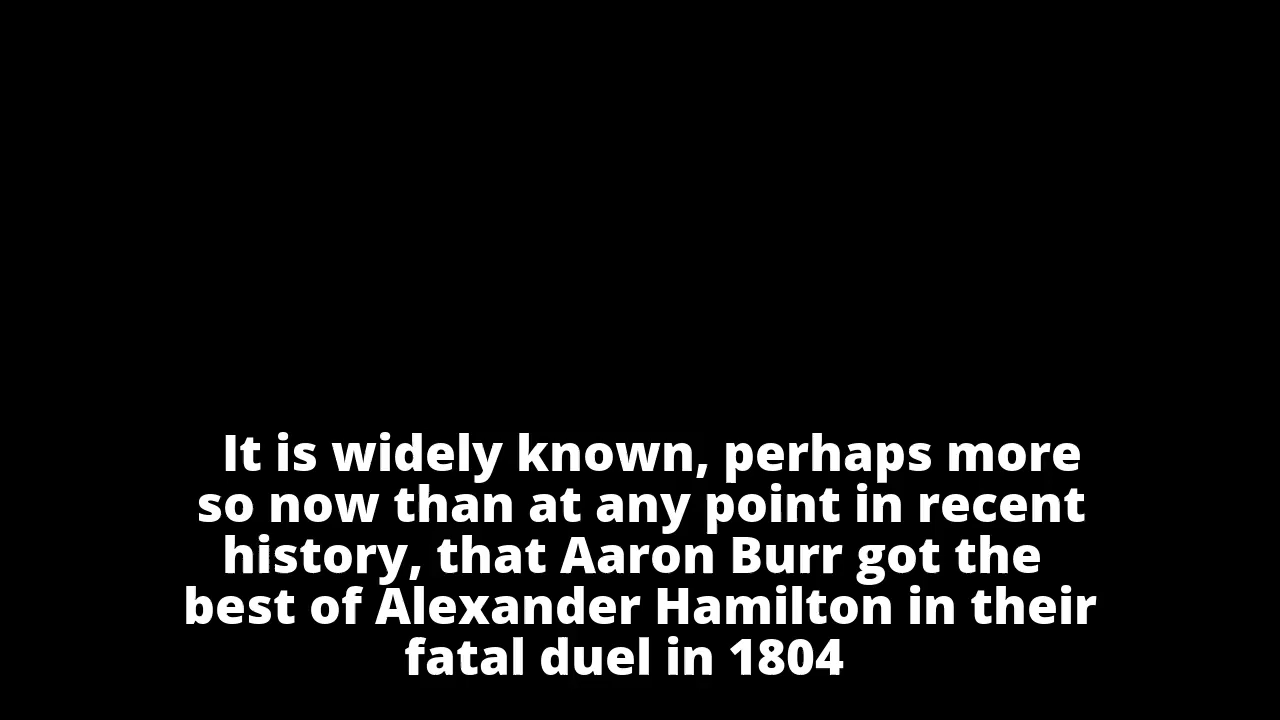 It is widely known, perhaps more
so now than at any point in recent
history, that Aaron Burr got the
best of Alexander Hamilton in their
fatal duel in 1804